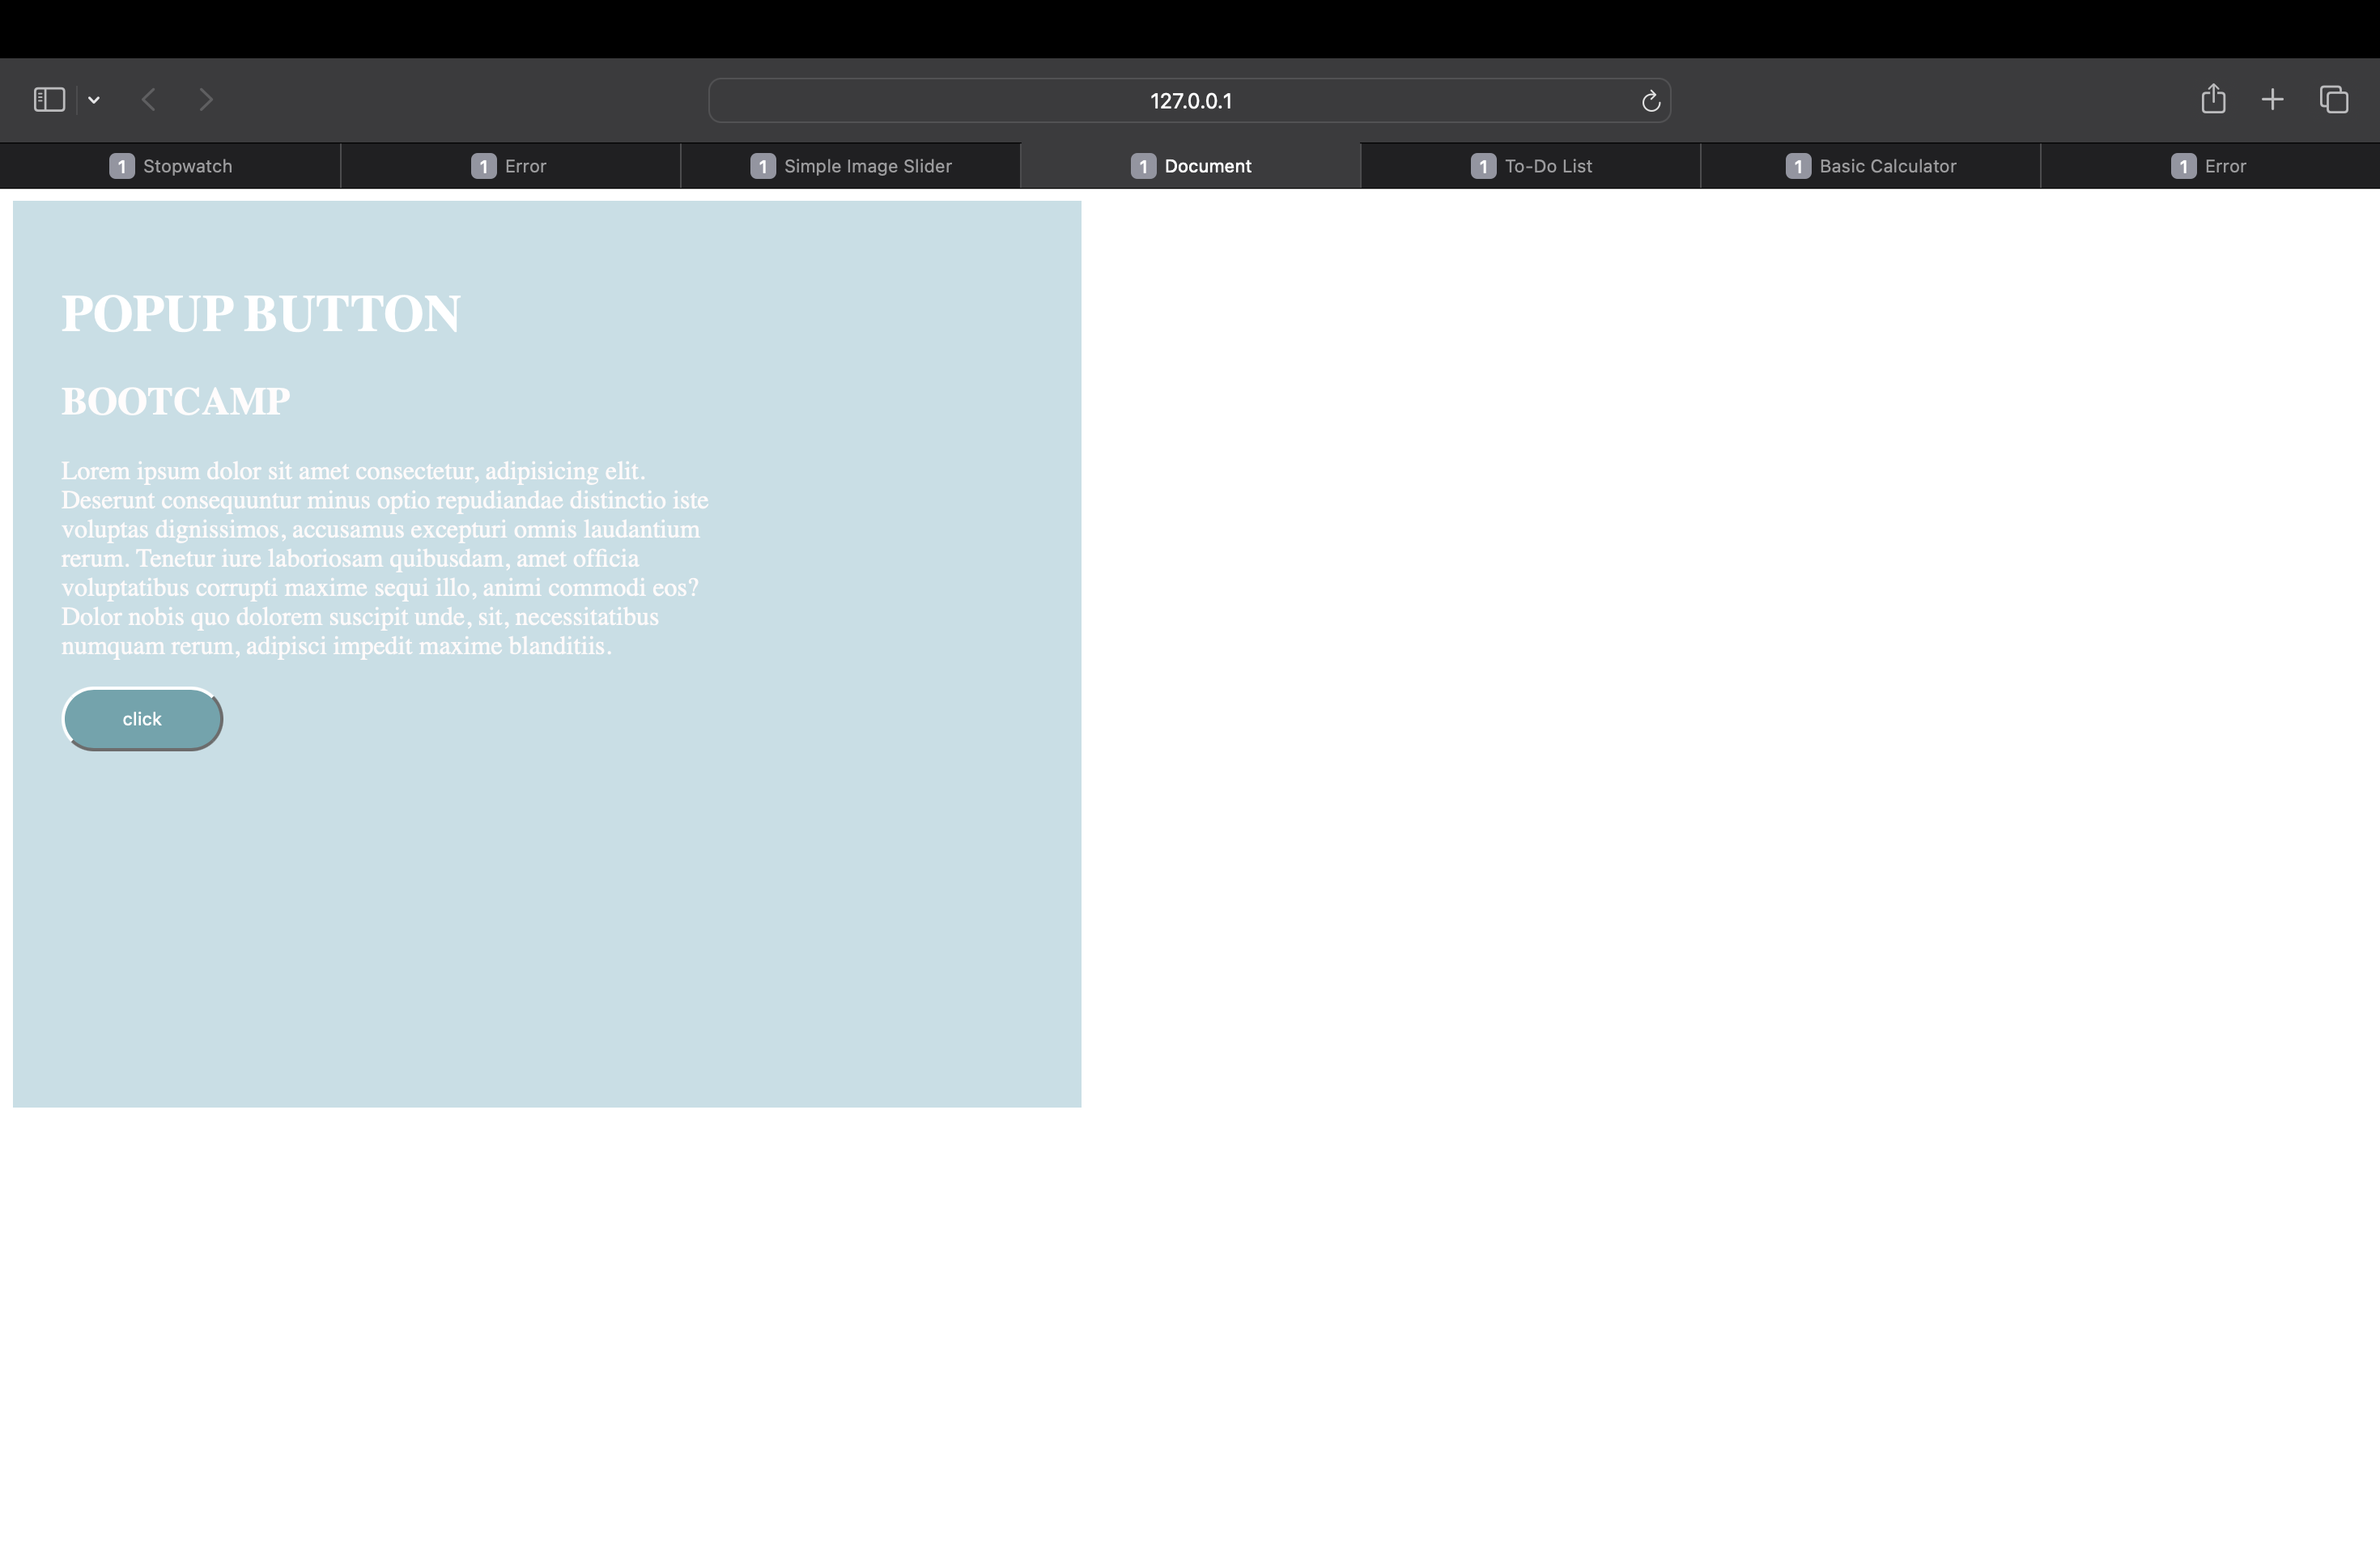 127.0.0.1
1 Stopwatch
1 Error
1 Simple Image Slider
1 Document
1 To-Do List
1 Basic Calculator
1 Error
POPUP BUTTON
BOOTCAMP
Lorem ipsum dolor sit amet consectetur, adipisicing elit.
Deserunt consequuntur minus optio repudiandae distinctio iste
voluptas dignissimos, accusamus excepturi omnis laudantium
rerum. Tenetur iure laboriosam quibusdam, amet officia
voluptatibus corrupti maxime sequi illo, animi commodi eos?
Dolor nobis quo dolorem suscipit unde, sit, necessitatibus
numquam rerum, adipisci impedit maxime blanditiis.
click